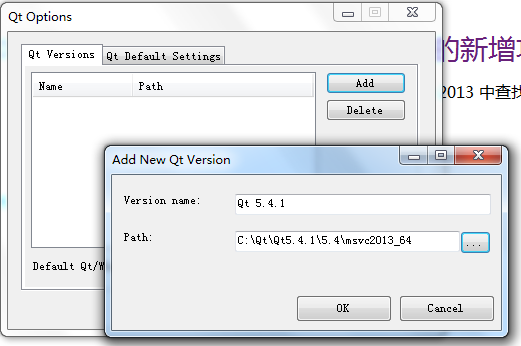 Qt Options
Qt Versions
Qt Default Settings
Name
Path
Add
Delete
的新增
2013 中查找
Add New Qt Version
Version name:
Qt 5.4.1
Path:
C:\Qt\Qt5.4.1\5.4\msvc2013_64
...
Default Qt/W
OK
Cancel